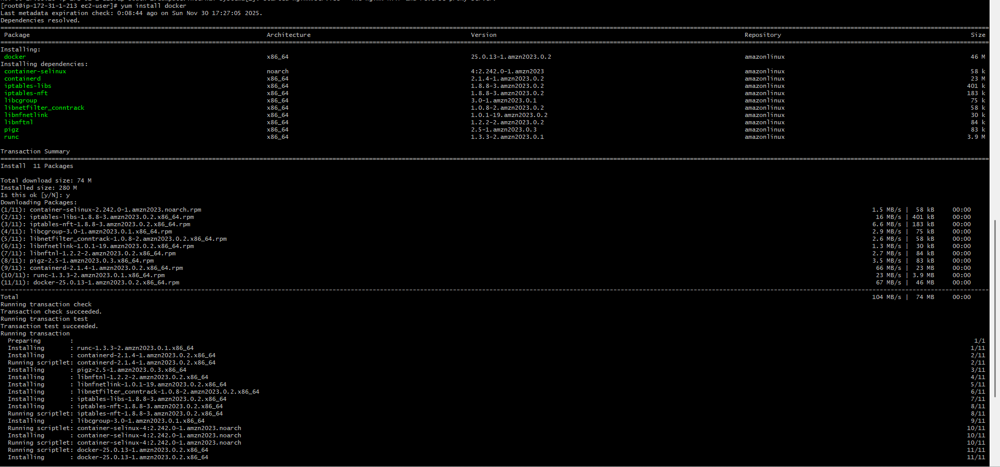 [root@ip-172-31-1-213 ec2-user]# yum install docker
Last metadata expiration check: 0:08:44 ago on Sun Nov 30 17:27:05 2025.
Dependencies resolved.
Package Architecture Version Repository Size
Installing:
docker x86_64 25.0.13-1.amzn2023.0.2 amazonlinux 46 M
Installing dependencies:
container-selinux noarch 4:2.242.0-1.amzn2023 amazonlinux 58 k
containerd x86_64 2.1.4-1.amzn2023.0.2 amazonlinux 23 M
iptables-libs x86_64 1.8.8-3.amzn2023.0.2 amazonlinux 401 k
iptables-nft x86_64 1.8.8-3.amzn2023.0.2 amazonlinux 183 k
libcgroup x86_64 3.0-1.amzn2023.0.1 amazonlinux 75 k
libnetfilter_conntrack x86_64 1.0.8-2.amzn2023.0.2 amazonlinux 58 k
libnfnetlink x86_64 1.0.1-19.amzn2023.0.2 amazonlinux 30 k
libnftnl x86_64 1.2.2-2.amzn2023.0.2 amazonlinux 84 k
pigz x86_64 2.5-1.amzn2023.0.3 amazonlinux 83 k
runc x86_64 1.3.3-2.amzn2023.0.1 amazonlinux 3.9 M
Transaction Summary
Install 11 Packages
Total download size: 74 M
Installed size: 280 M
Is this ok [y/N]: y
Downloading Packages:
(1/11): container-selinux-2.242.0-1.amzn2023.noarch.rpm 1.5 MB/s | 58 kB 00:00
(2/11): iptables-libs-1.8.8-3.amzn2023.0.2.x86_64.rpm 16 MB/s | 401 kB 00:00
(3/11): iptables-nft-1.8.8-3.amzn2023.0.2.x86_64.rpm 6.6 MB/s | 183 kB 00:00
(4/11): libcgroup-3.0-1.amzn2023.0.1.x86_64.rpm 2.9 MB/s | 75 kB 00:00
(5/11): libnetfilter_conntrack-1.0.8-2.amzn2023.0.2.x86_64.rpm 2.6 MB/s | 58 kB 00:00
(6/11): libnfnetlink-1.0.1-19.amzn2023.0.2.x86_64.rpm 1.3 MB/s | 30 kB 00:00
(7/11): libnftnl-1.2.2-2.amzn2023.0.2.x86_64.rpm 2.7 MB/s | 84 kB 00:00
(8/11): pigz-2.5-1.amzn2023.0.3.x86_64.rpm 3.5 MB/s | 83 kB 00:00
(9/11): containerd-2.1.4-1.amzn2023.0.2.x86_64.rpm 66 MB/s | 23 MB 00:00
(10/11): runc-1.3.3-2.amzn2023.0.1.x86_64.rpm 23 MB/s | 3.9 MB 00:00
(11/11): docker-25.0.13-1.amzn2023.0.2.x86_64.rpm 67 MB/s | 46 MB 00:00
Total 104 MB/s | 74 MB 00:00
Running transaction check
Transaction check succeeded.
Running transaction test
Transaction test succeeded.
Running transaction
Preparing : 1/1
Installing : runc-1.3.3-2.amzn2023.0.1.x86_64 1/11
Installing : containerd-2.1.4-1.amzn2023.0.2.x86_64 2/11
Running scriptlet: containerd-2.1.4-1.amzn2023.0.2.x86_64 2/11
Installing : pigz-2.5-1.amzn2023.0.3.x86_64 3/11
Installing : libnftnl-1.2.2-2.amzn2023.0.2.x86_64 4/11
Installing : libnfnetlink-1.0.1-19.amzn2023.0.2.x86_64 5/11
Installing : libnetfilter_conntrack-1.0.8-2.amzn2023.0.2.x86_64 6/11
Installing : iptables-libs-1.8.8-3.amzn2023.0.2.x86_64 7/11
Installing : iptables-nft-1.8.8-3.amzn2023.0.2.x86_64 8/11
Running scriptlet: iptables-nft-1.8.8-3.amzn2023.0.2.x86_64 8/11
Installing : libcgroup-3.0-1.amzn2023.0.1.x86_64 9/11
Running scriptlet: container-selinux-4:2.242.0-1.amzn2023.noarch 10/11
Installing : container-selinux-4:2.242.0-1.amzn2023.noarch 10/11
Running scriptlet: container-selinux-4:2.242.0-1.amzn2023.noarch 10/11
Running scriptlet: docker-25.0.13-1.amzn2023.0.2.x86_64 11/11
Installing : docker-25.0.13-1.amzn2023.0.2.x86_64 11/11